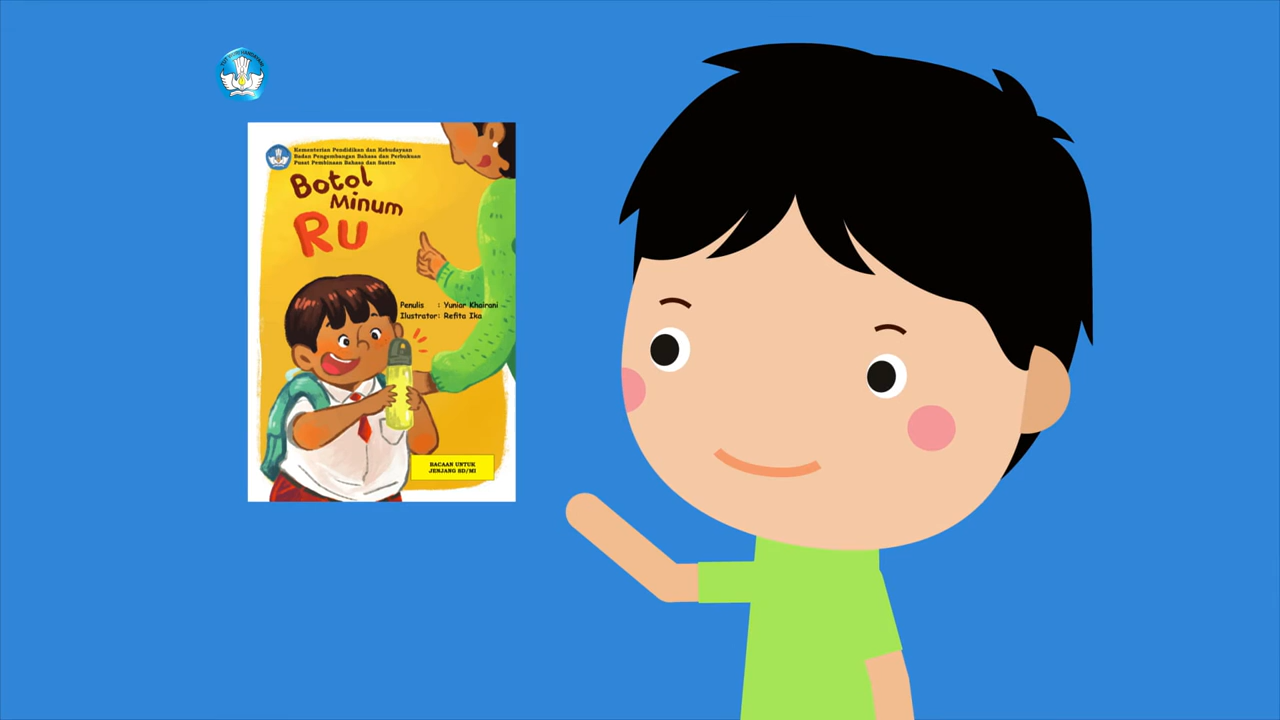 Kementerian Pendidikan dan Kebudayaan
Badan Pengembangan Bahasa dan Perbukuan
Pusat Pembinaan Bahasa dan Sastra
Botol
Minum
Ru
Penulis : Yuniar Khairani
Ilustrator: Refita Ika
BACAAN UNTUK
JENJANG SD/MI